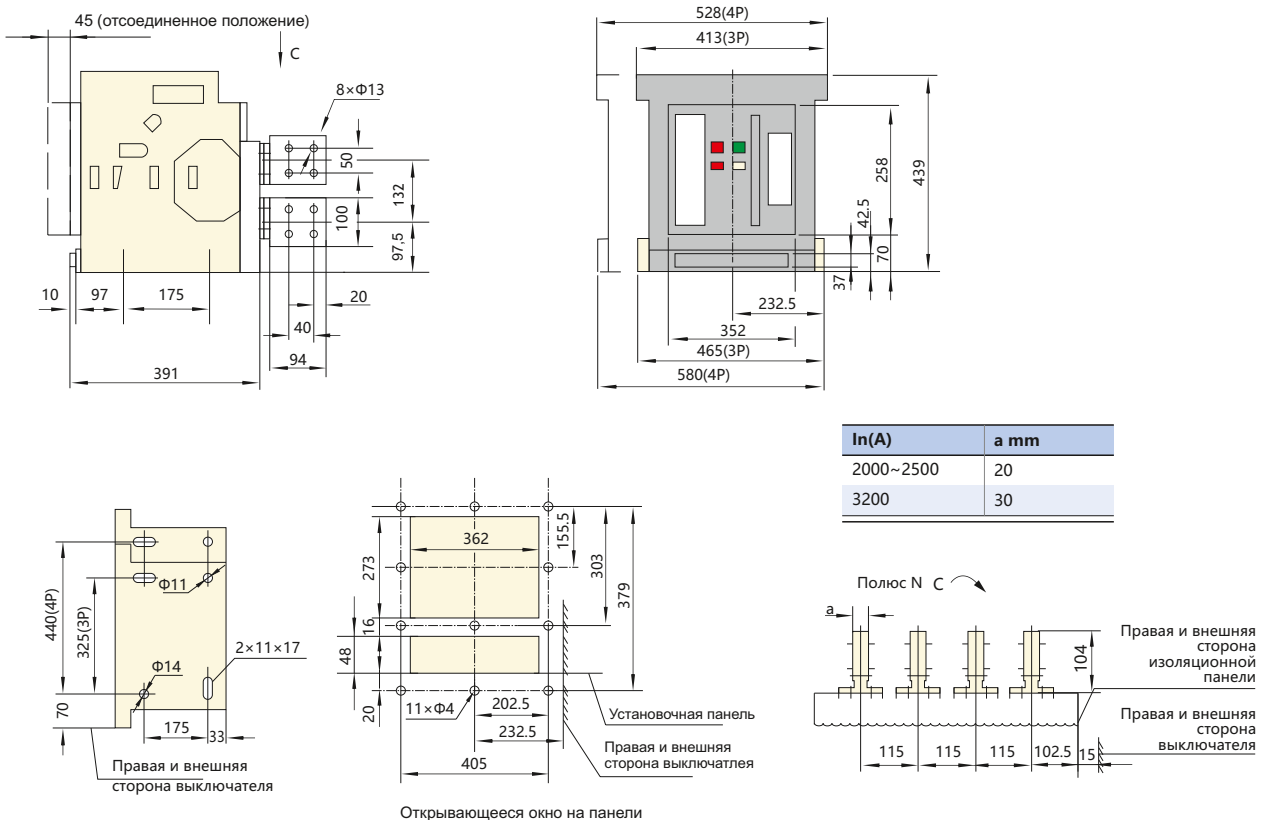 45 (отсоединенное положение)
C
8×Φ13
50
132
100
97,5
10
97
175
20
40
94
391
528(4P)
413(3P)
258
439
42.5
70
37
232.5
352
465(3P)
580(4P)
In(A) a mm
2000~2500 20
3200 30
440(4P)
325(3P)
Φ11
2×11×17
Φ14
70
175
33
Правая и внешняя
сторона выключателя
362
273
155.5
303
379
16
48
20
11×Φ4
202.5
232.5
405
Установочная панель
Правая и внешняя
сторона выключатлея
Открывающееся окно на панели
Полюс N C
a
104
115
115
115
102.5
15
Правая и внешняя
сторона
изоляционной
панели
Правая и внешняя
сторона
выключателя